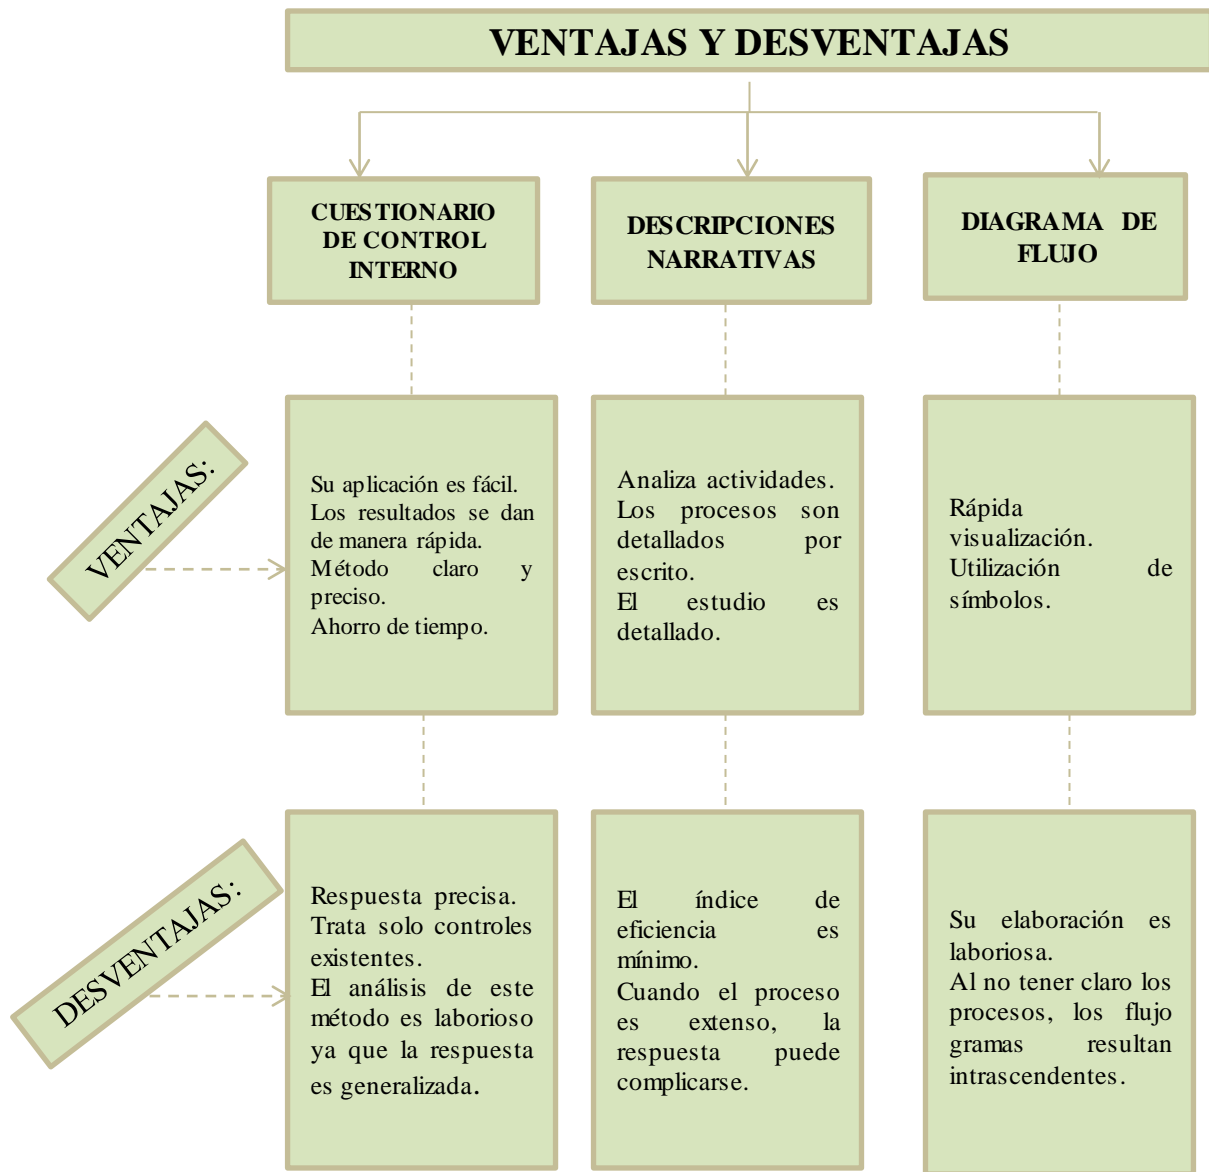 VENTAJAS Y DESVENTAJAS
CUESTIONARIO
DE CONTROL
INTERNO
DESCRIPCIONES
NARRATIVAS
DIAGRAMA DE
FLUJO
VENTAJAS:
Su aplicación es fácil.
Los resultados se dan
de manera rápida.
Método claro y
preciso.
Ahorro de tiempo.
Analiza actividades.
Los procesos son
detallados por
escrito.
El estudio es
detallado.
Rápida
visualización.
Utilización de
símbolos.
DESVENTAJAS:
Respuesta precisa.
Trata solo controles
existentes.
El análisis de este
método es laborioso
ya que la respuesta
es generalizada.
El índice de
eficiencia es
mínimo.
Cuando el proceso
es extenso, la
respuesta puede
complicarse.
Su elaboración es
laboriosa.
Al no tener claro los
procesos, los flujo
gramas resultan
intrascendentes.